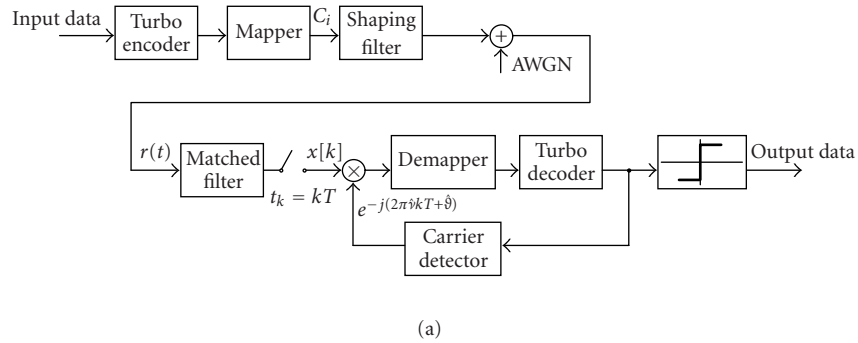 Input data
Turbo
encoder
Mapper
C_i
Shaping
filter
+
AWGN
r(t)
Matched
filter
t_k = kT
x[k]
×
e^{-j(2πν̂kT+ϑ̂)}
Demapper
Turbo
decoder
Output data
Carrier
detector
(a)